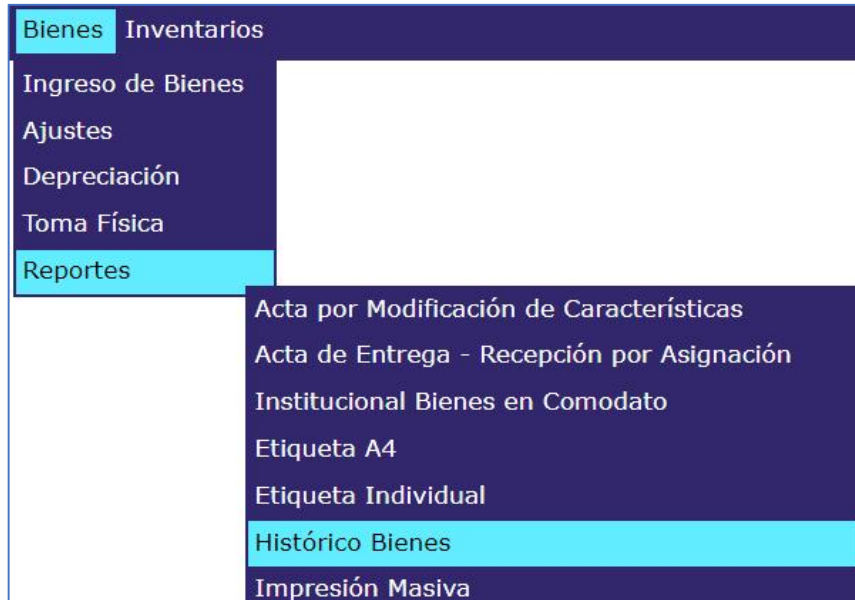 Bienes Inventarios
Ingreso de Bienes
Ajustes
Depreciación
Toma Física
Reportes
Acta por Modificación de Características
Acta de Entrega - Recepción por Asignación
Institucional Bienes en Comodato
Etiqueta A4
Etiqueta Individual
Histórico Bienes
Impresión Masiva